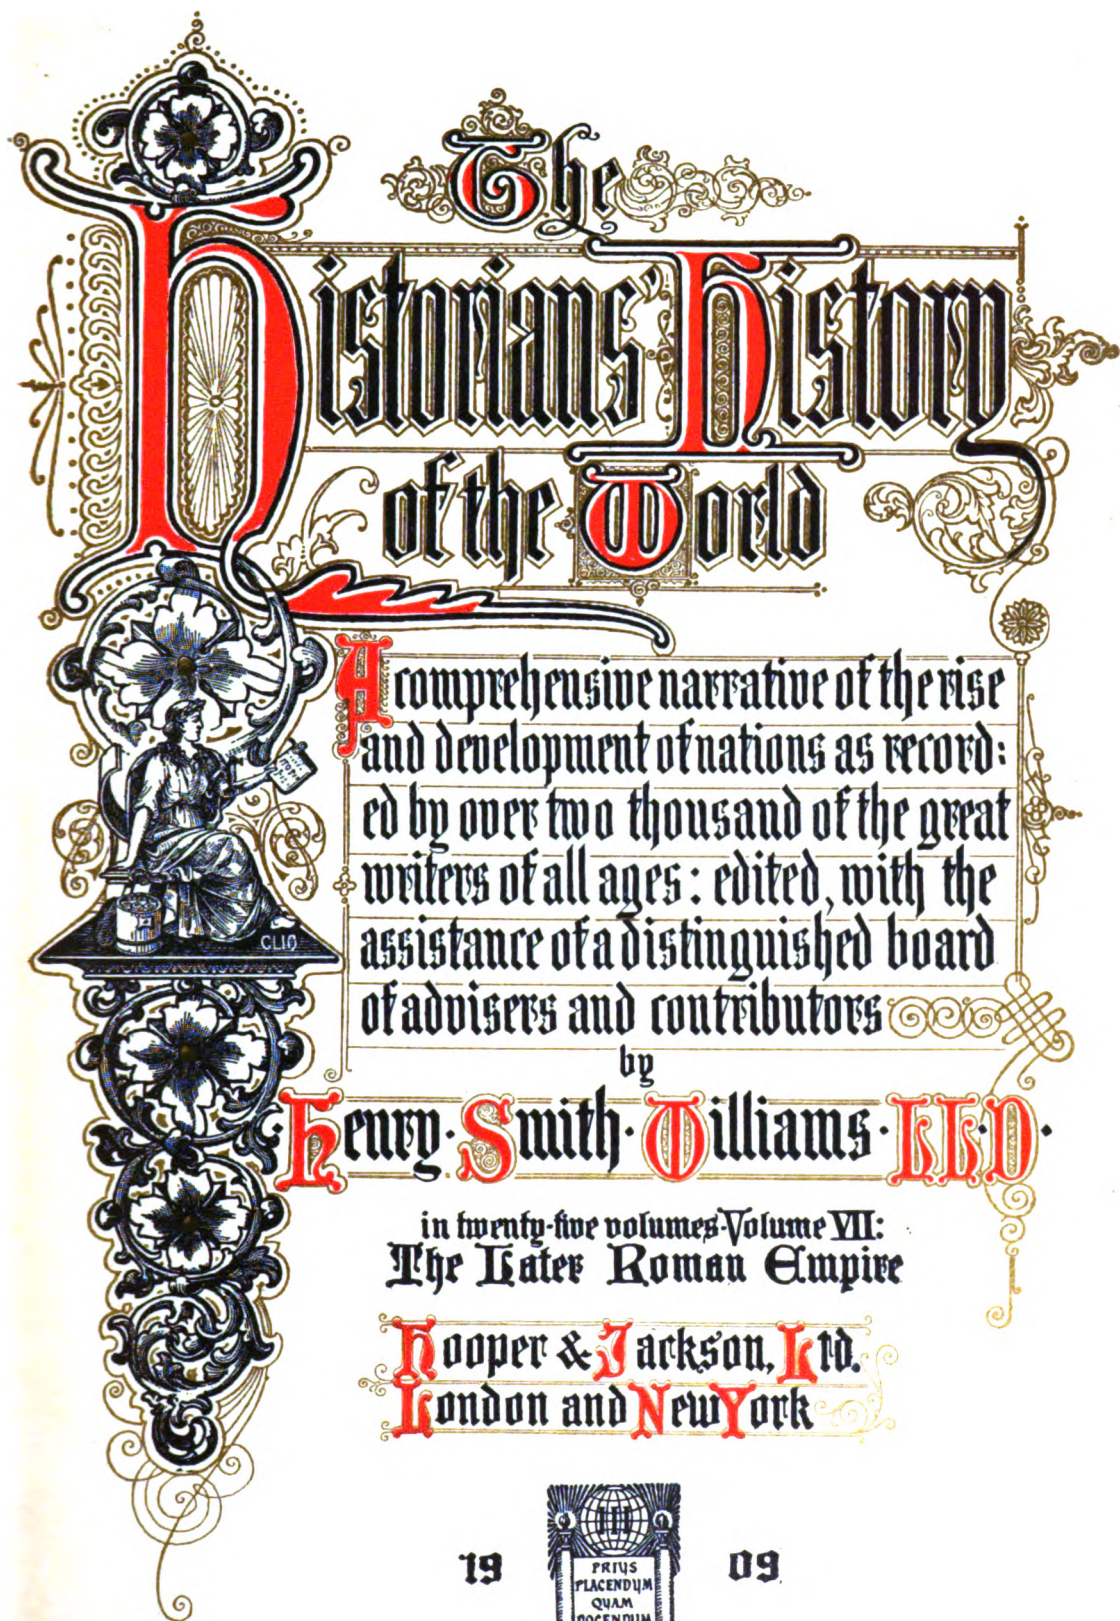 The
Historians' History
of the World
A comprehensive narrative of the rise
and development of nations as record:
ed by over two thousand of the great
writers of all ages: edited, with the
assistance of a distinguished board
of advisers and contributors
by
Henry · Smith · Williams · LL · D ·
in twenty-five volumes-Volume VII:
The Later Roman Empire
Hooper & Jackson, Ltd.
London and New York
CLIO
19 09
PRIUS
PLACENDUM
QUAM
DOCENDUM